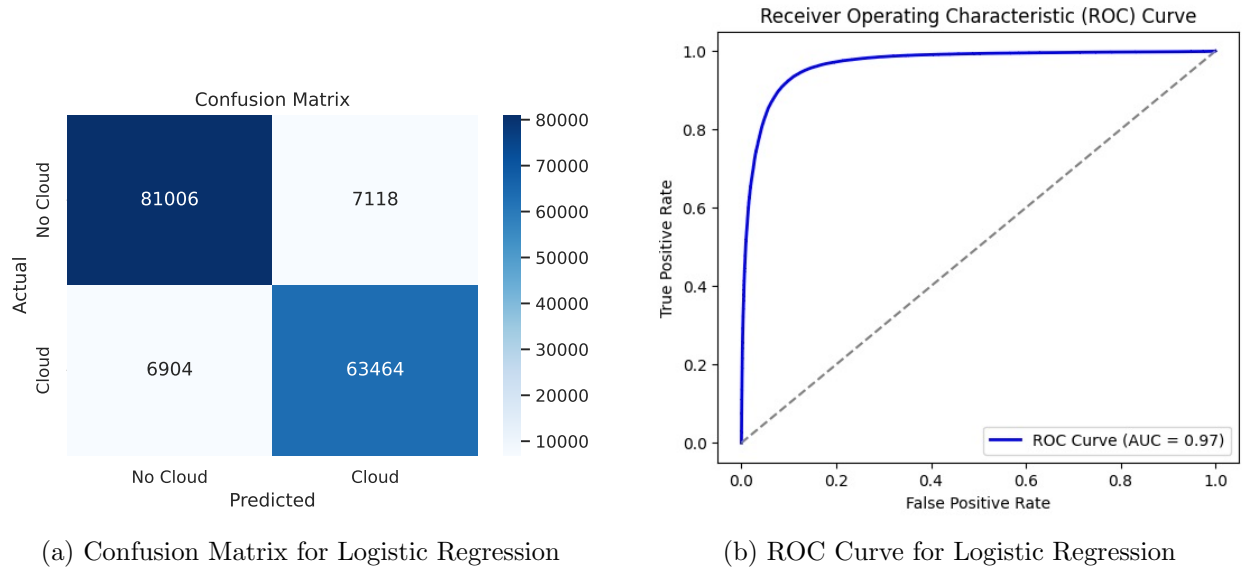 Confusion Matrix
Actual
No Cloud
Cloud
81006
7118
6904
63464
No Cloud
Cloud
Predicted
80000
70000
60000
50000
40000
30000
20000
10000
(a) Confusion Matrix for Logistic Regression
Receiver Operating Characteristic (ROC) Curve
True Positive Rate
1.0
0.8
0.6
0.4
0.2
0.0
0.0
0.2
0.4
0.6
0.8
1.0
False Positive Rate
ROC Curve (AUC = 0.97)
(b) ROC Curve for Logistic Regression